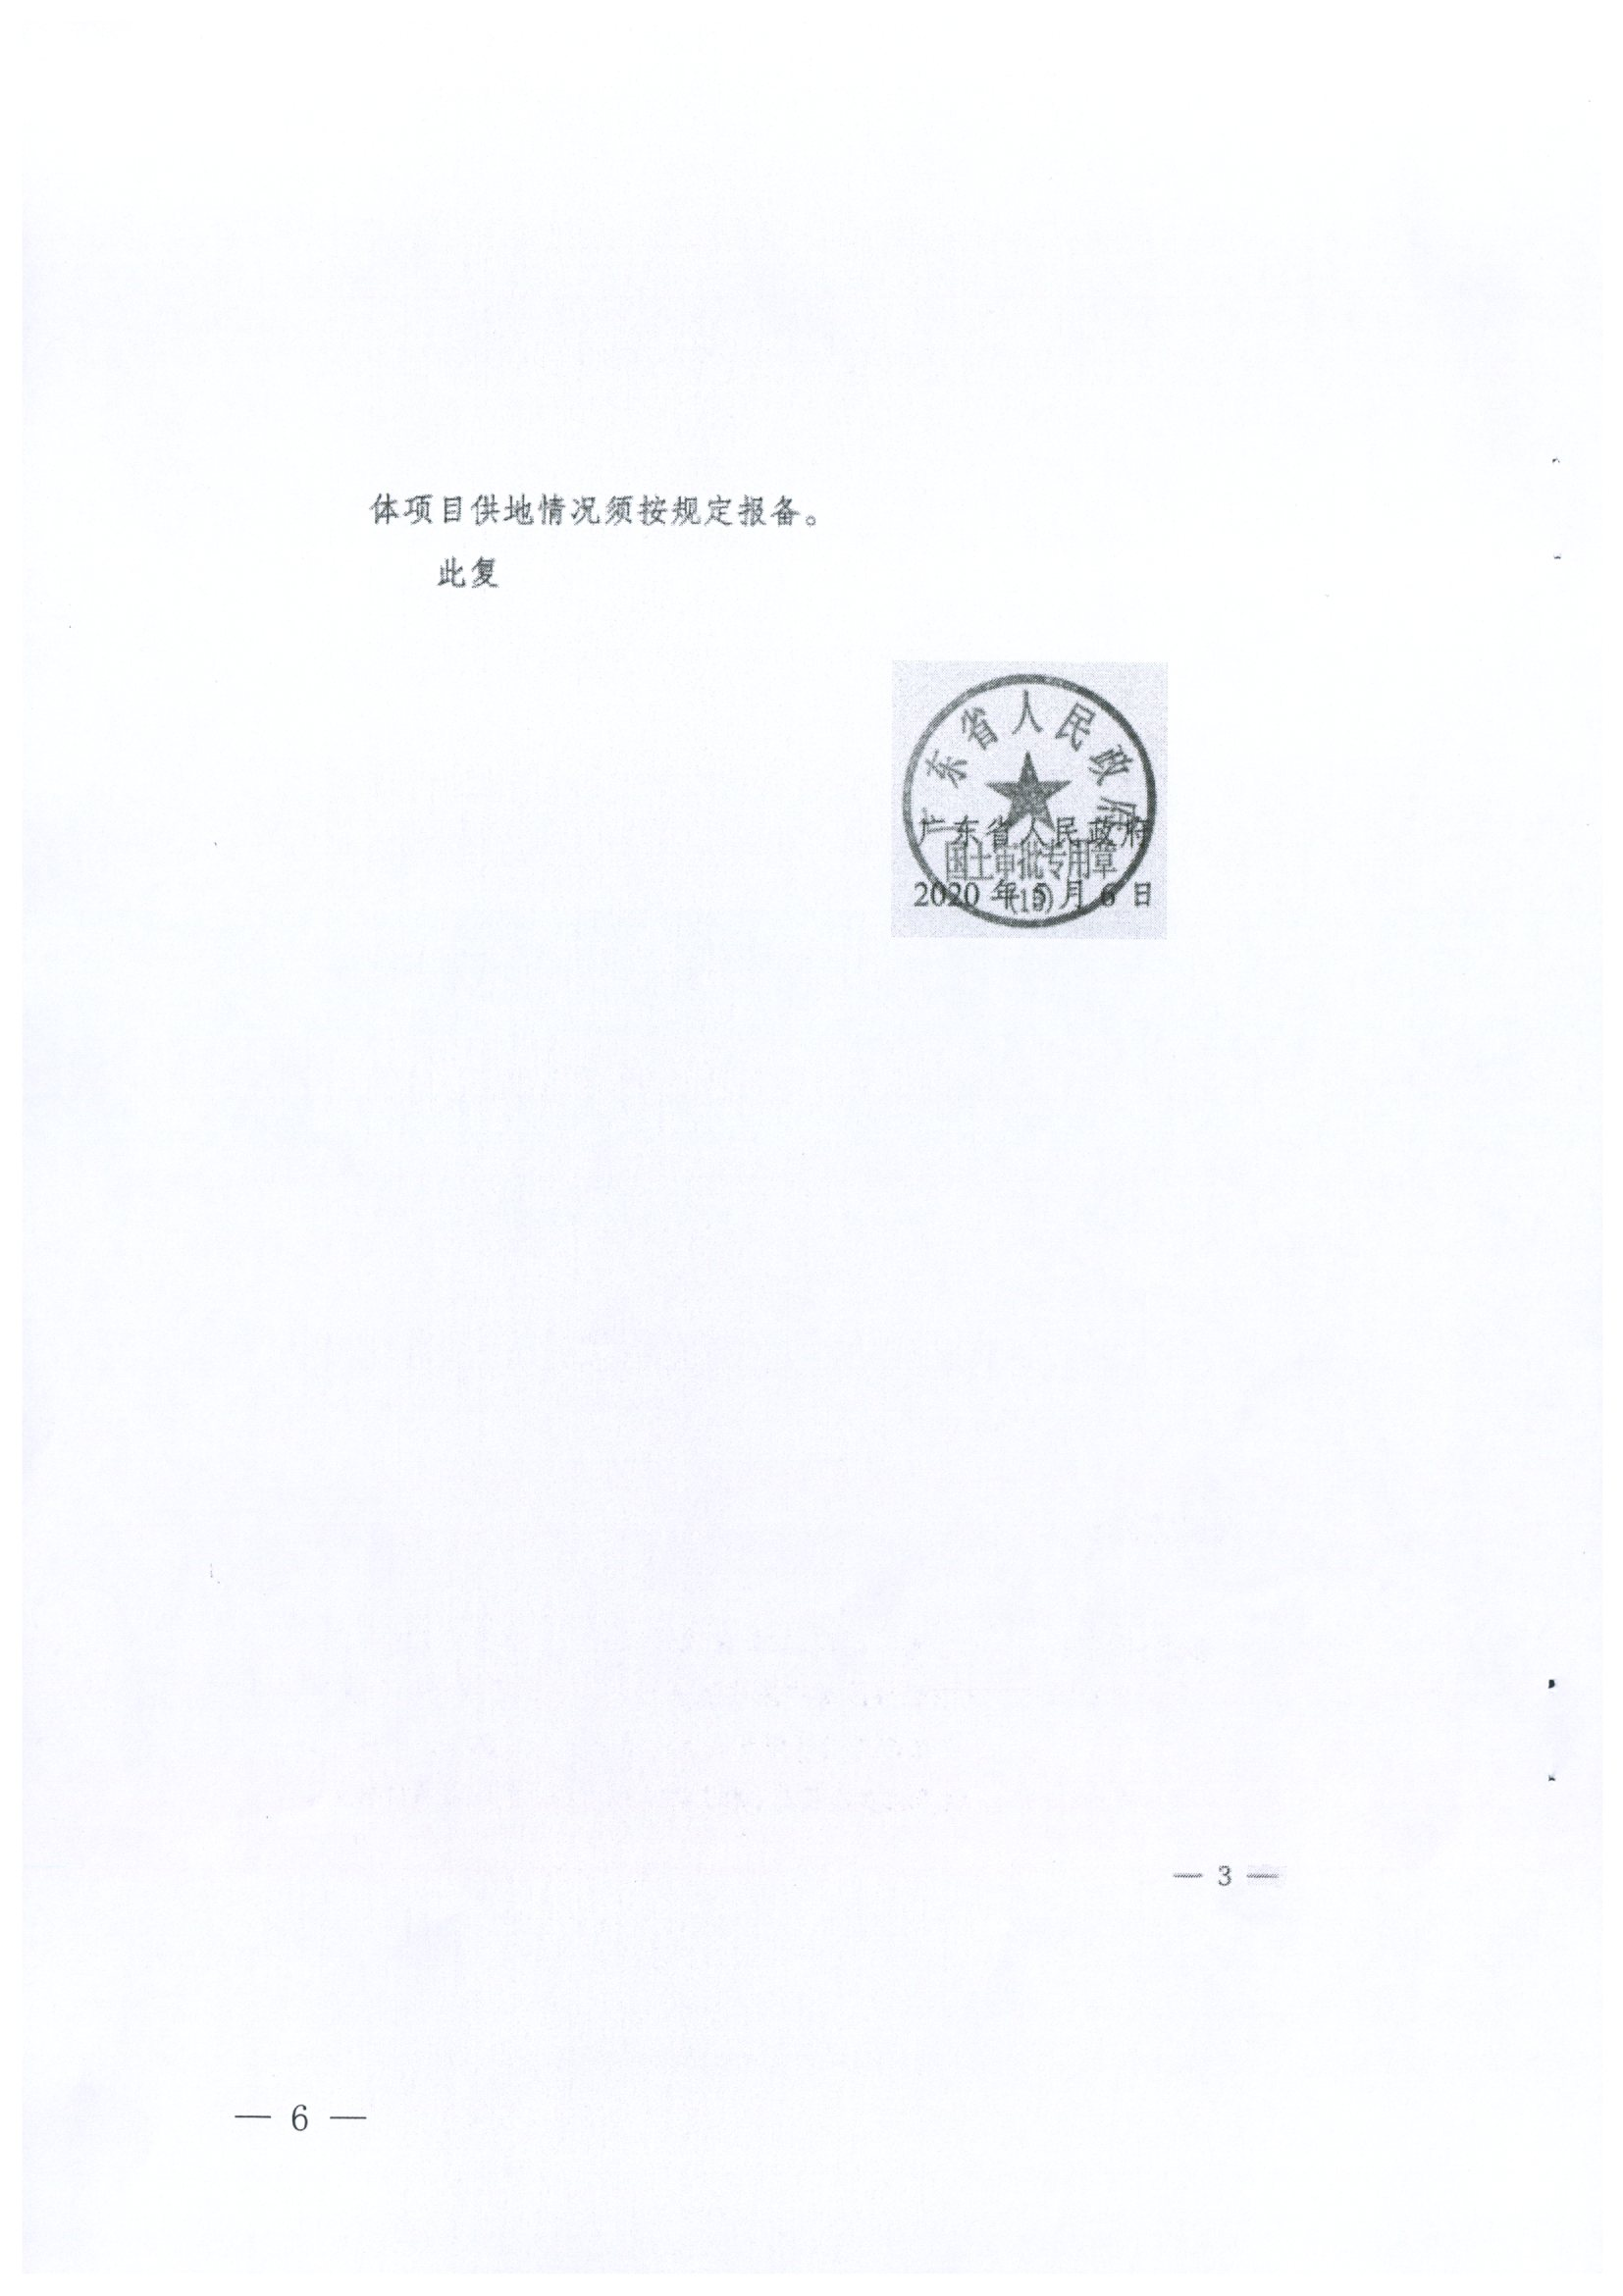 体项目供地情况须按规定报备。
此复
广东省人民政府
广东省人民政府
国土审批专用章
2020 年 5 月 6 日
— 3 —
— 6 —